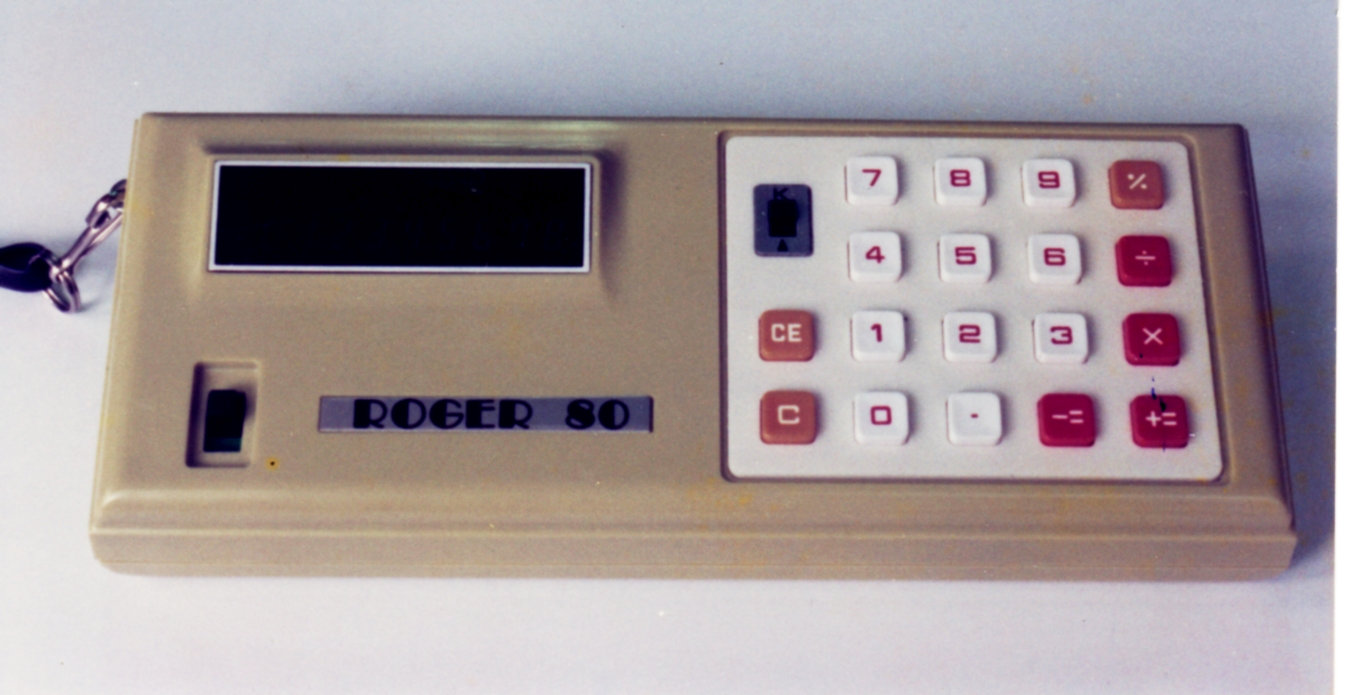 K
7 8 9 %
4 5 6 ÷
CE 1 2 3 ×
C 0 . -= +=
ROGER 80